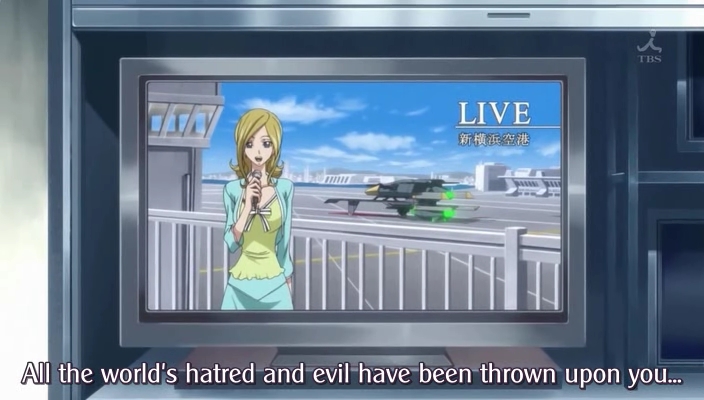 TBS
LIVE
新横浜空港
All the world's hatred and evil have been thrown upon you...